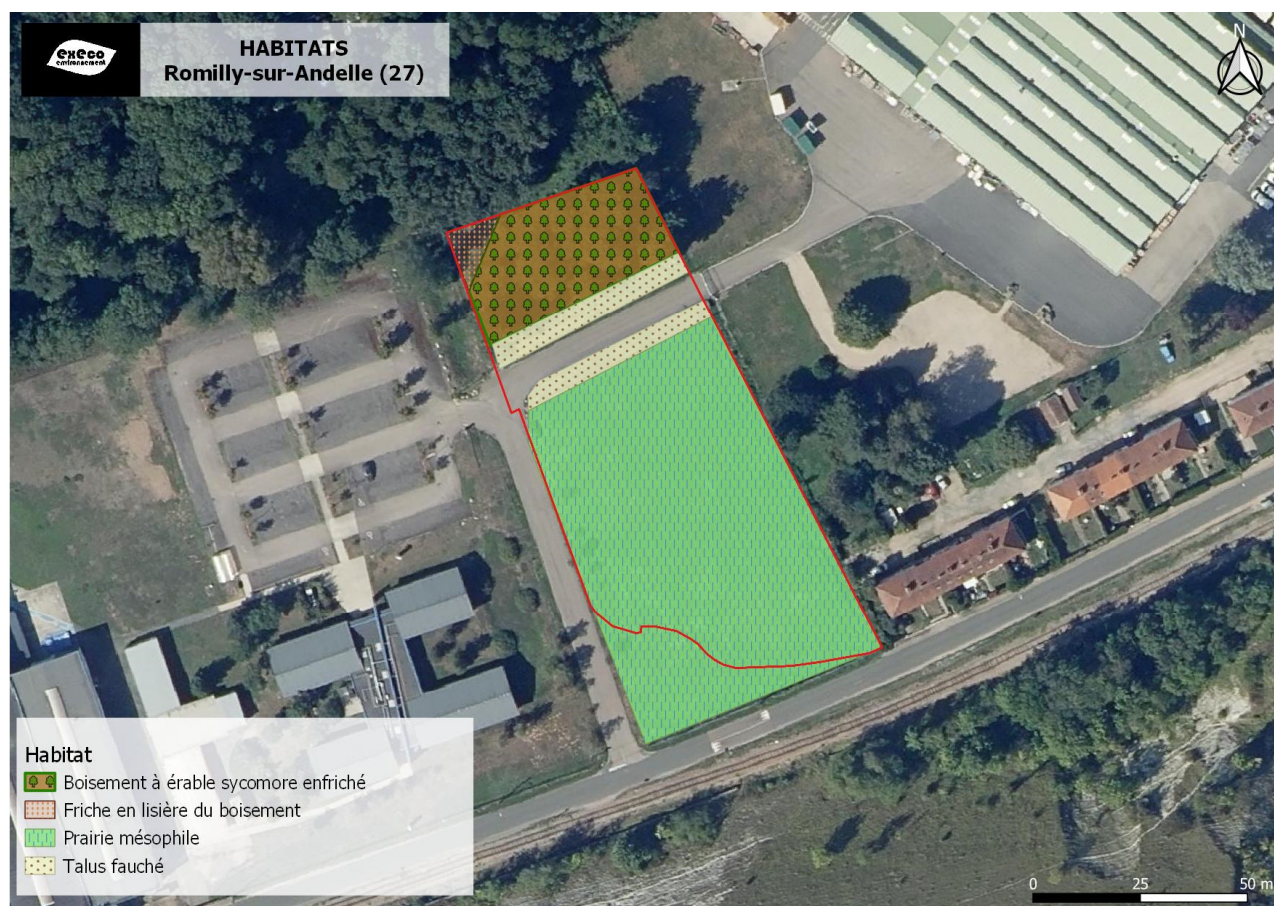 execo
environnement
HABITATS
Romilly-sur-Andelle (27)
N
Habitat
Boisement à érable sycomore enfriché
Friche en lisière du boisement
Prairie mésophile
Talus fauché
0 25 50 m